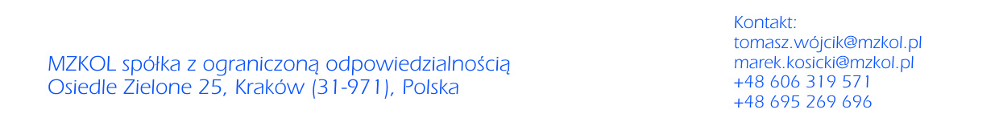 MZKOL spółka z ograniczoną odpowiedzialnością
Osiedle Zielone 25, Kraków (31-971), Polska
Kontakt:
tomasz.wójcik@mzkol.pl
marek.kosicki@mzkol.pl
+48 606 319 571
+48 695 269 696